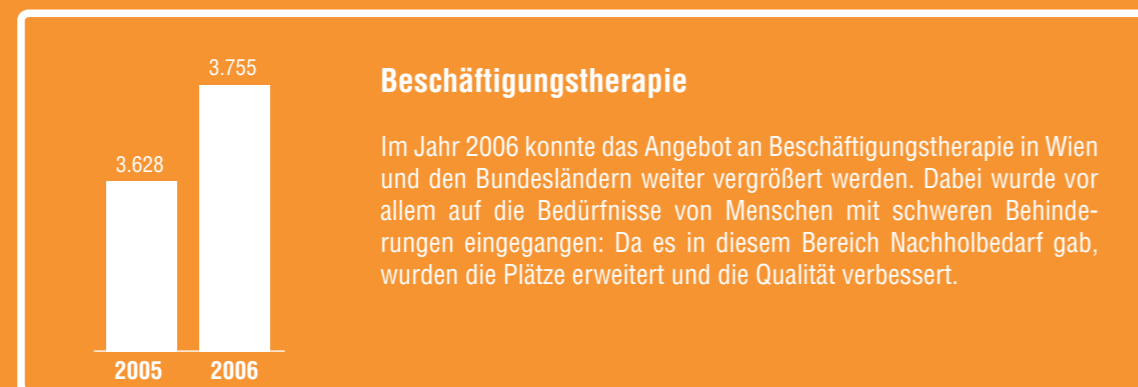 3.755
3.628
2005 2006
Beschäftigungstherapie
Im Jahr 2006 konnte das Angebot an Beschäftigungstherapie in Wien
und den Bundesländern weiter vergrößert werden. Dabei wurde vor
allem auf die Bedürfnisse von Menschen mit schweren Behinde-
rungen eingegangen: Da es in diesem Bereich Nachholbedarf gab,
wurden die Plätze erweitert und die Qualität verbessert.